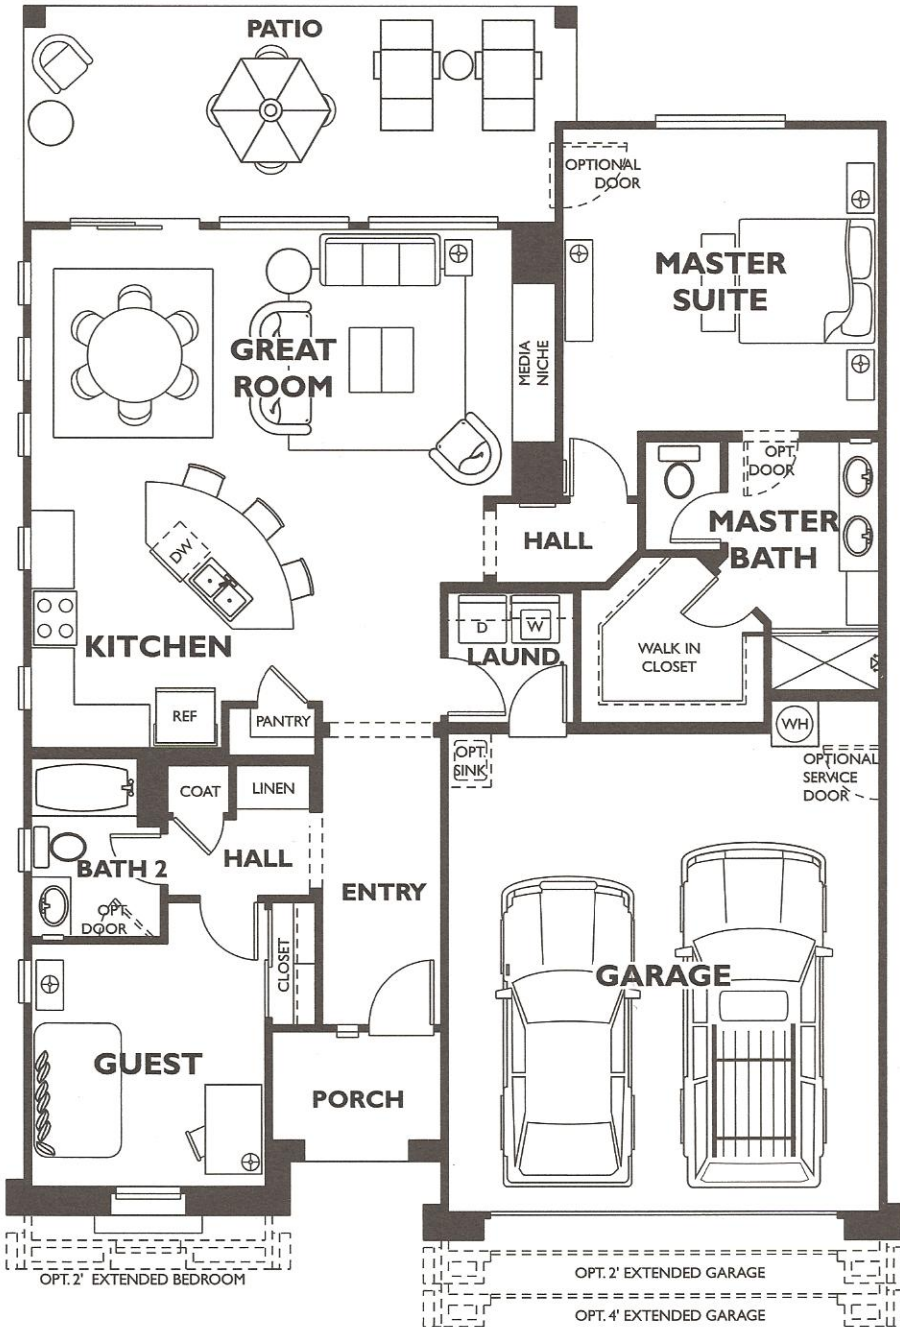 PATIO
OPTIONAL
DOOR
MASTER
SUITE
GREAT
ROOM
MEDIA
NICHE
OPT.
DOOR
MASTER
BATH
HALL
DW
KITCHEN
D
W
LAUND.
WALK IN
CLOSET
REF
PANTRY
WH
OPT.
SINK
OPTIONAL
SERVICE
DOOR
COAT
LINEN
HALL
BATH 2
ENTRY
OPT.
DOOR
CLOSET
GARAGE
GUEST
PORCH
OPT. 2' EXTENDED BEDROOM
OPT. 2' EXTENDED GARAGE
OPT. 4' EXTENDED GARAGE